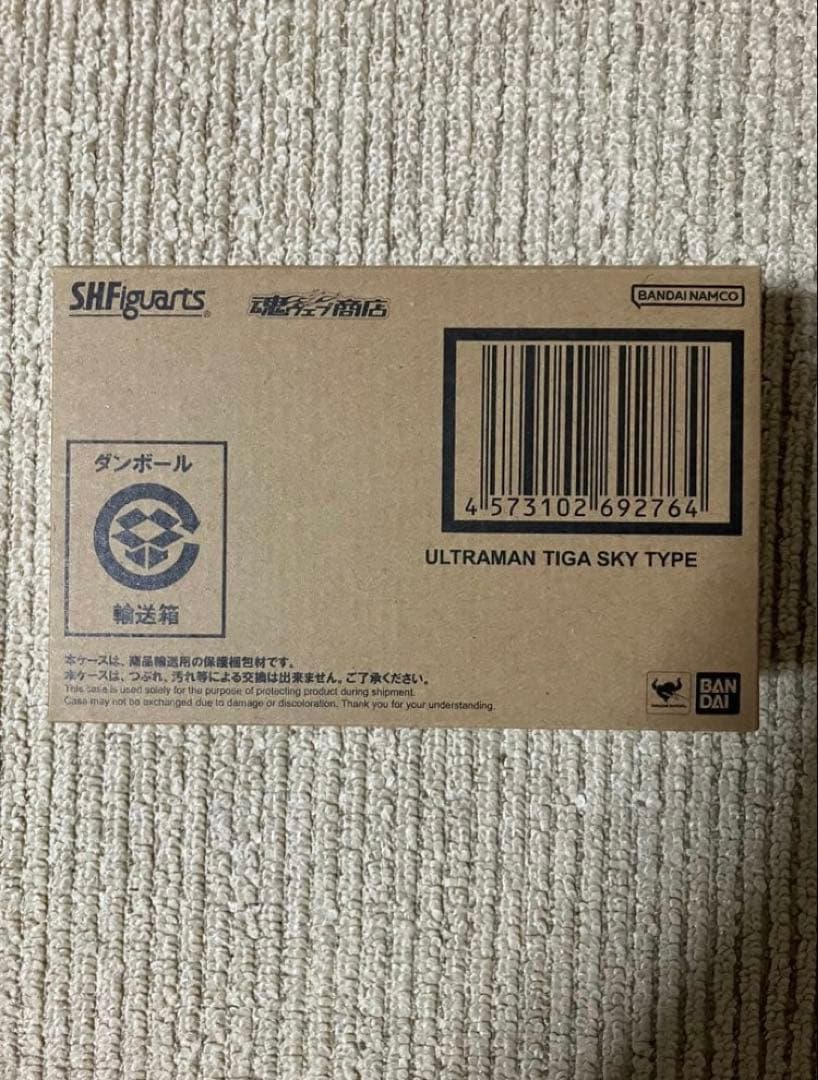 S.H.Figuarts
魂ウェブ商店
BANDAI NAMCO
4 573102 692764
ULTRAMAN TIGA SKY TYPE
ダンボール
輸送箱
本ケースは、商品輸送用の保護梱包材です。
本ケースは、つぶれ、汚れ等による交換は出来ません。ご了承ください。
This case is used solely for the purpose of protecting product during shipment.
Case may not be exchanged due to damage or discoloration. Thank you for your understanding.
BAN
DAI